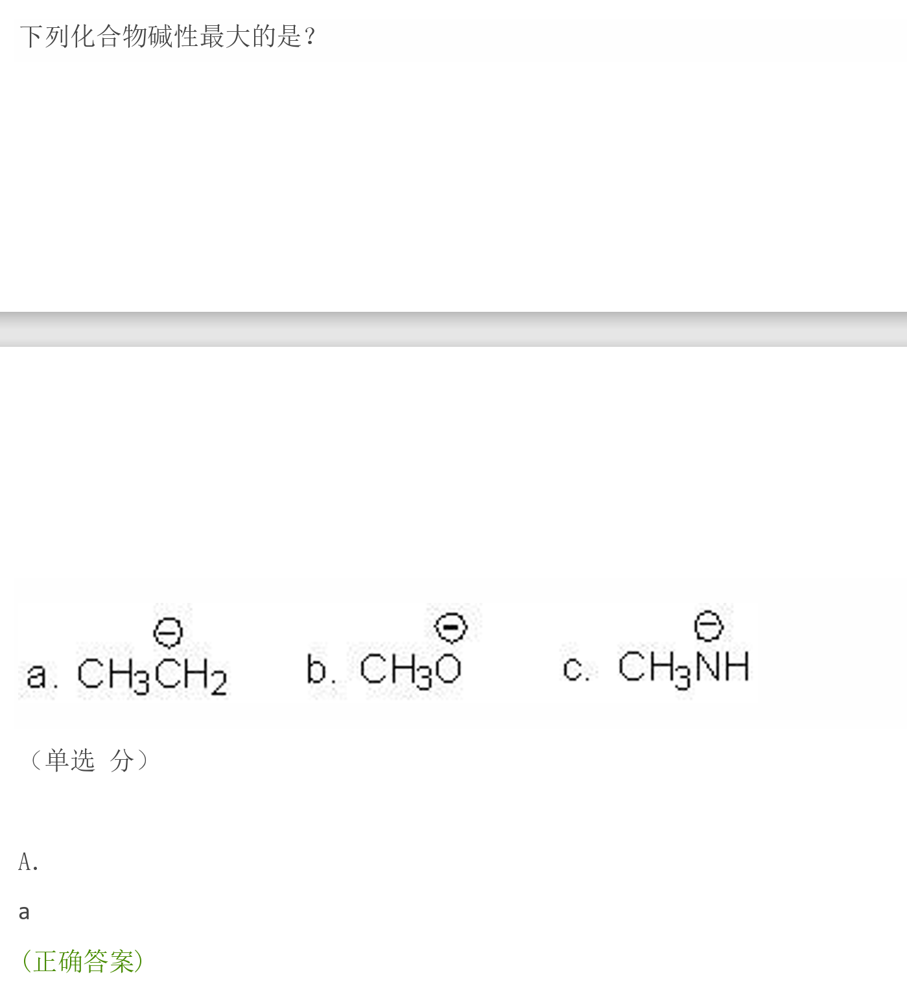 下列化合物碱性最大的是？
a. CH₃CH₂⊖ b. CH₃O⊖ c. CH₃NH⊖
（单选 分）
A.
a
(正确答案)